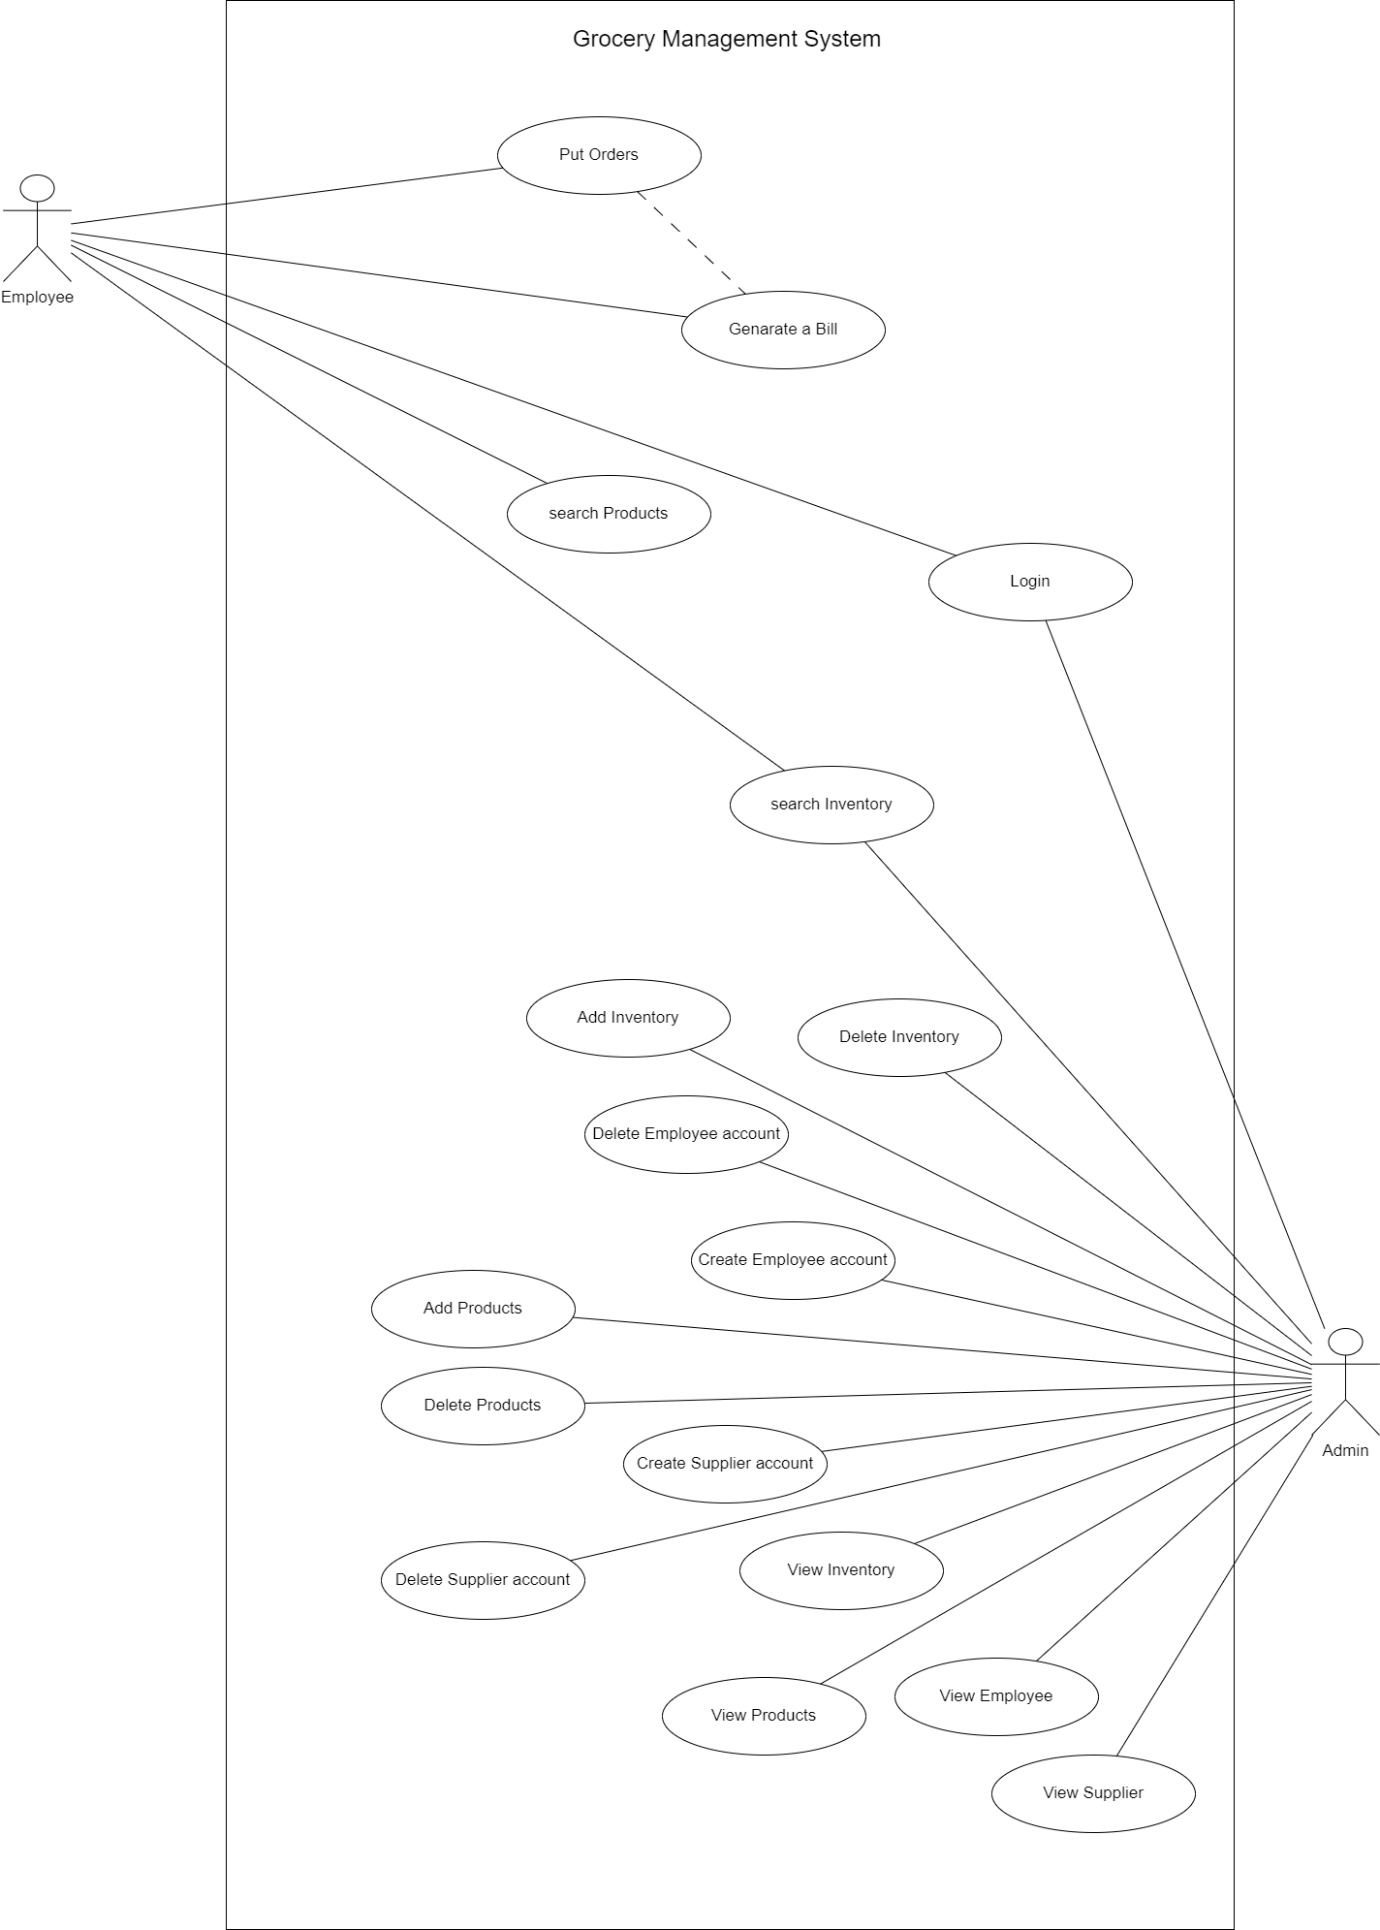 Grocery Management System
Put Orders
Employee
Genarate a Bill
search Products
Login
search Inventory
Add Inventory
Delete Inventory
Delete Employee account
Create Employee account
Add Products
Delete Products
Admin
Create Supplier account
View Inventory
Delete Supplier account
View Employee
View Products
View Supplier